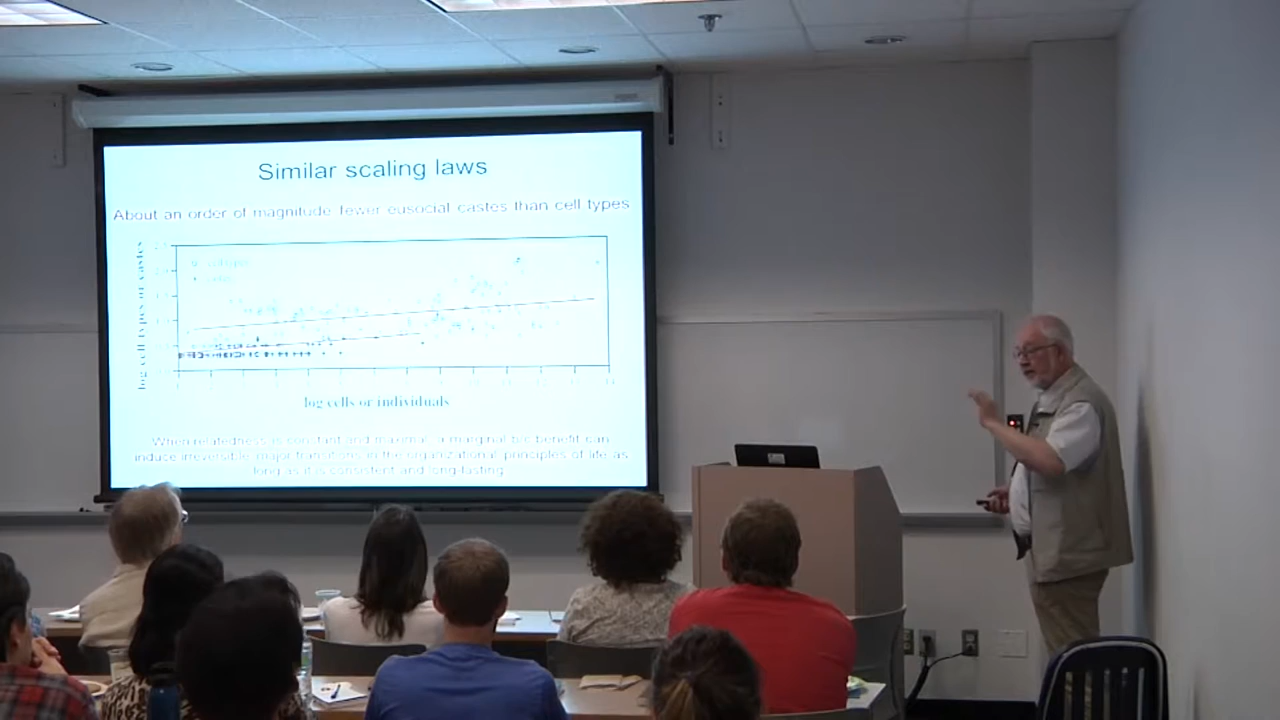 Similar scaling laws
About an order of magnitude fewer eusocial castes than cell types
log cell types or castes
log cells or individuals
When relatedness is constant and maximal, a marginal b/c benefit can
induce irreversible major transitions in the organizational principles of life as
long as it is consistent and long-lasting